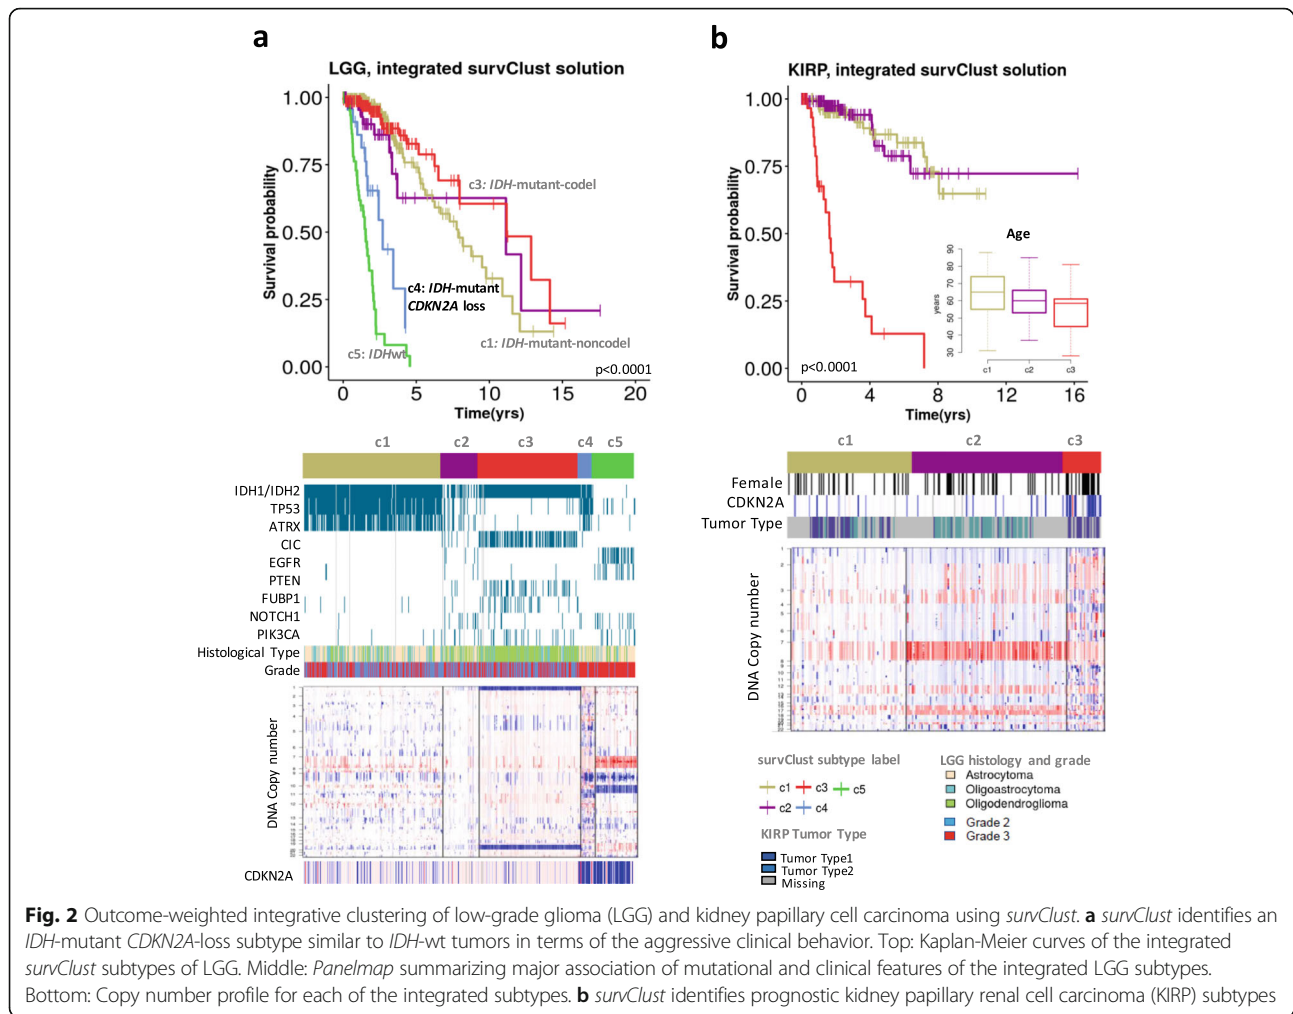 a
LGG, integrated survClust solution
Survival probability
1.00
0.75
0.50
0.25
0.00
c3: IDH-mutant-codel
c4: IDH-mutant
CDKN2A loss
c5: IDHwt
c1: IDH-mutant-noncodel
p<0.0001
0 5 10 15 20
Time(yrs)
c1 c2 c3 c4 c5
IDH1/IDH2
TP53
ATRX
CIC
EGFR
PTEN
FUBP1
NOTCH1
PIK3CA
Histological Type
Grade
DNA Copy number
CDKN2A
b
KIRP, integrated survClust solution
Survival probability
1.00
0.75
0.50
0.25
0.00
Age
years
90
80
70
60
50
40
30
c1 c2 c3
p<0.0001
0 4 8 12 16
Time(yrs)
c1 c2 c3
Female
CDKN2A
Tumor Type
DNA Copy number
survClust subtype label
c1 c3 c5
c2 c4
KIRP Tumor Type
Tumor Type1
Tumor Type2
Missing
LGG histology and grade
Astrocytoma
Oligoastrocytoma
Oligodendroglioma
Grade 2
Grade 3
Fig. 2 Outcome-weighted integrative clustering of low-grade glioma (LGG) and kidney papillary cell carcinoma using survClust. a survClust identifies an
IDH-mutant CDKN2A-loss subtype similar to IDH-wt tumors in terms of the aggressive clinical behavior. Top: Kaplan-Meier curves of the integrated
survClust subtypes of LGG. Middle: Panelmap summarizing major association of mutational and clinical features of the integrated LGG subtypes.
Bottom: Copy number profile for each of the integrated subtypes. b survClust identifies prognostic kidney papillary renal cell carcinoma (KIRP) subtypes